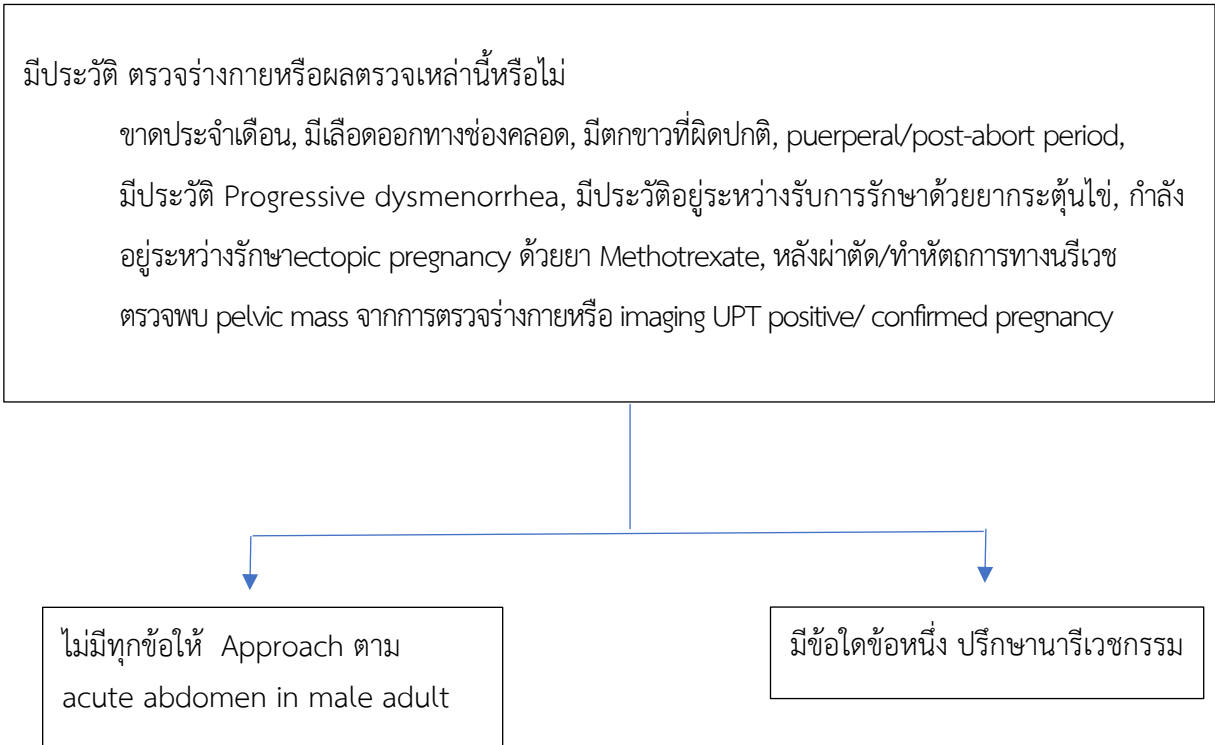 มีประวัติ ตรวจร่างกายหรือผลตรวจเหล่านี้หรือไม่
ขาดประจำเดือน, มีเลือดออกทางช่องคลอด, มีตกขาวที่ผิดปกติ, puerperal/post-abort period,
มีประวัติ Progressive dysmenorrhea, มีประวัติอยู่ระหว่างรับการรักษาด้วยยากระตุ้นไข่, กำลัง
อยู่ระหว่างรักษาectopic pregnancy ด้วยยา Methotrexate, หลังผ่าตัด/ทำหัตถการทางนรีเวช
ตรวจพบ pelvic mass จากการตรวจร่างกายหรือ imaging UPT positive/ confirmed pregnancy
ไม่มีทุกข้อให้ Approach ตาม
acute abdomen in male adult
มีข้อใดข้อหนึ่ง ปรึกษานารีเวชกรรม